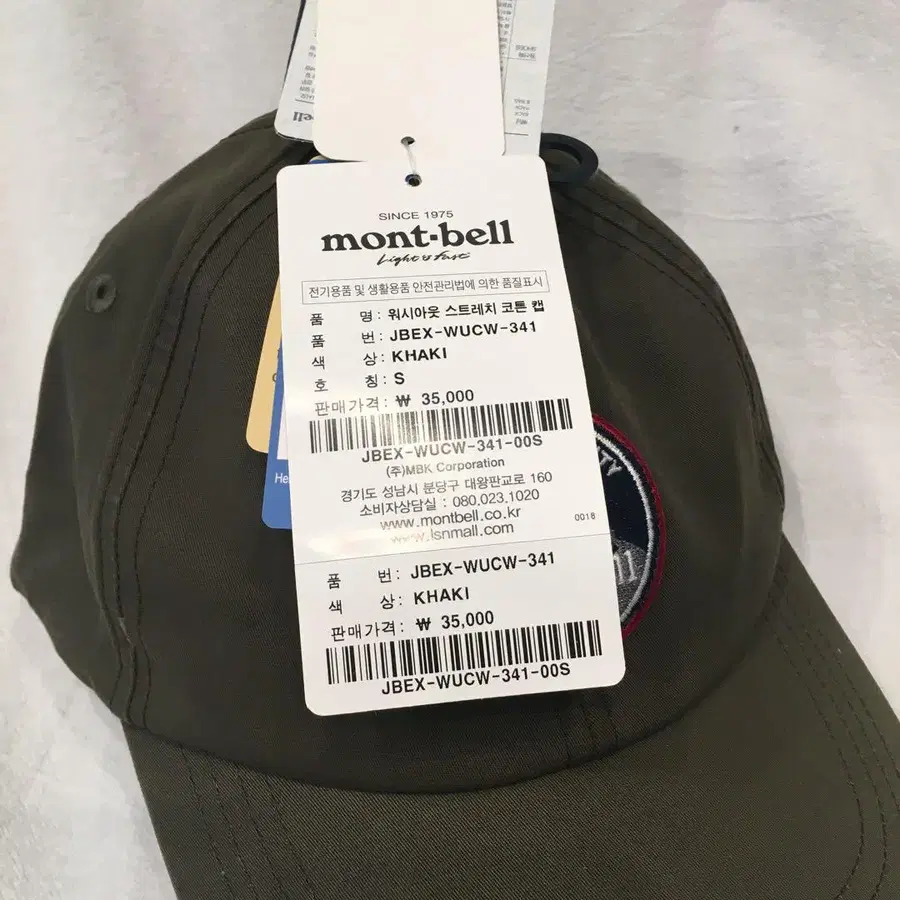 bell
SINCE 1975
mont-bell
Light is Fast
전기용품 및 생활용품 안전관리법에 의한 품질표시
품 명 : 워시아웃 스트레치 코튼 캡
품 번 : JBEX-WUCW-341
색 상 : KHAKI
호 칭 : S
판매가격 : ₩ 35,000
JBEX-WUCW-341-00S
(주)MBK Corporation
경기도 성남시 분당구 대왕판교로 160
소비자상담실 : 080.023.1020
www.montbell.co.kr
www.lsnmall.com
0018
품 번 : JBEX-WUCW-341
색 상 : KHAKI
판매가격 : ₩ 35,000
JBEX-WUCW-341-00S
He
TY